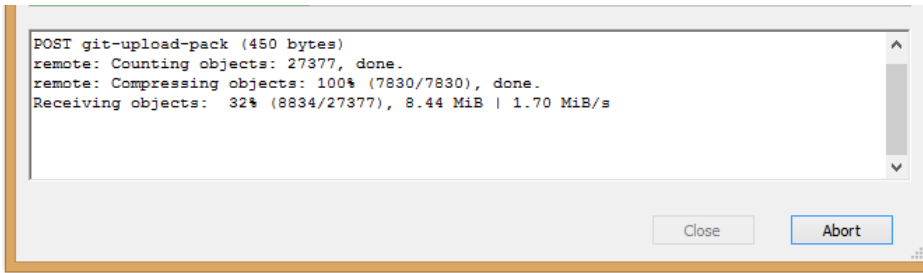 POST git-upload-pack (450 bytes)
remote: Counting objects: 27377, done.
remote: Compressing objects: 100% (7830/7830), done.
Receiving objects:  32% (8834/27377), 8.44 MiB | 1.70 MiB/s
Close
Abort